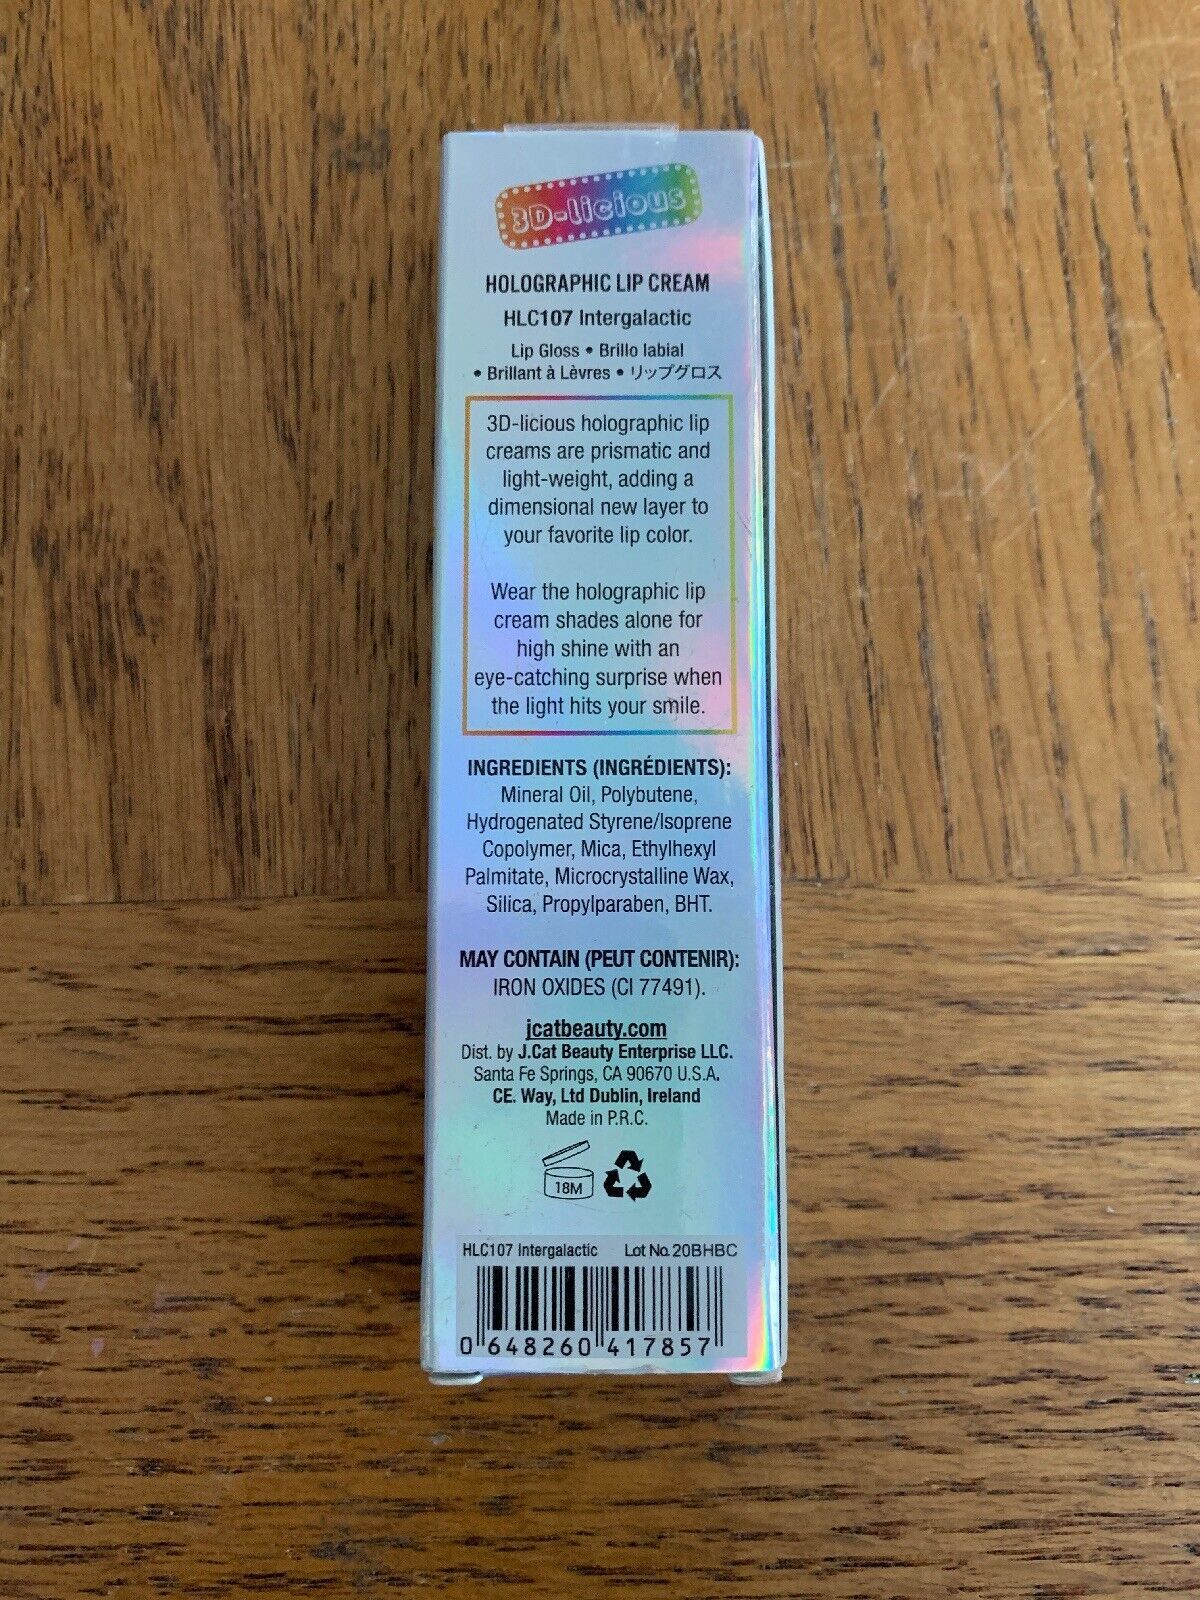 3D-licious
HOLOGRAPHIC LIP CREAM
HLC107 Intergalactic
Lip Gloss • Brillo labial
• Brillant à Lèvres • リップグロス
3D-licious holographic lip
creams are prismatic and
light-weight, adding a
dimensional new layer to
your favorite lip color.
Wear the holographic lip
cream shades alone for
high shine with an
eye-catching surprise when
the light hits your smile.
INGREDIENTS (INGRÉDIENTS):
Mineral Oil, Polybutene,
Hydrogenated Styrene/Isoprene
Copolymer, Mica, Ethylhexyl
Palmitate, Microcrystalline Wax,
Silica, Propylparaben, BHT.
MAY CONTAIN (PEUT CONTENIR):
IRON OXIDES (CI 77491).
jcatbeauty.com
Dist. by J.Cat Beauty Enterprise LLC.
Santa Fe Springs, CA 90670 U.S.A.
CE. Way, Ltd Dublin, Ireland
Made in P.R.C.
18M
HLC107 Intergalactic Lot No. 20BHBC
0 648260 417857